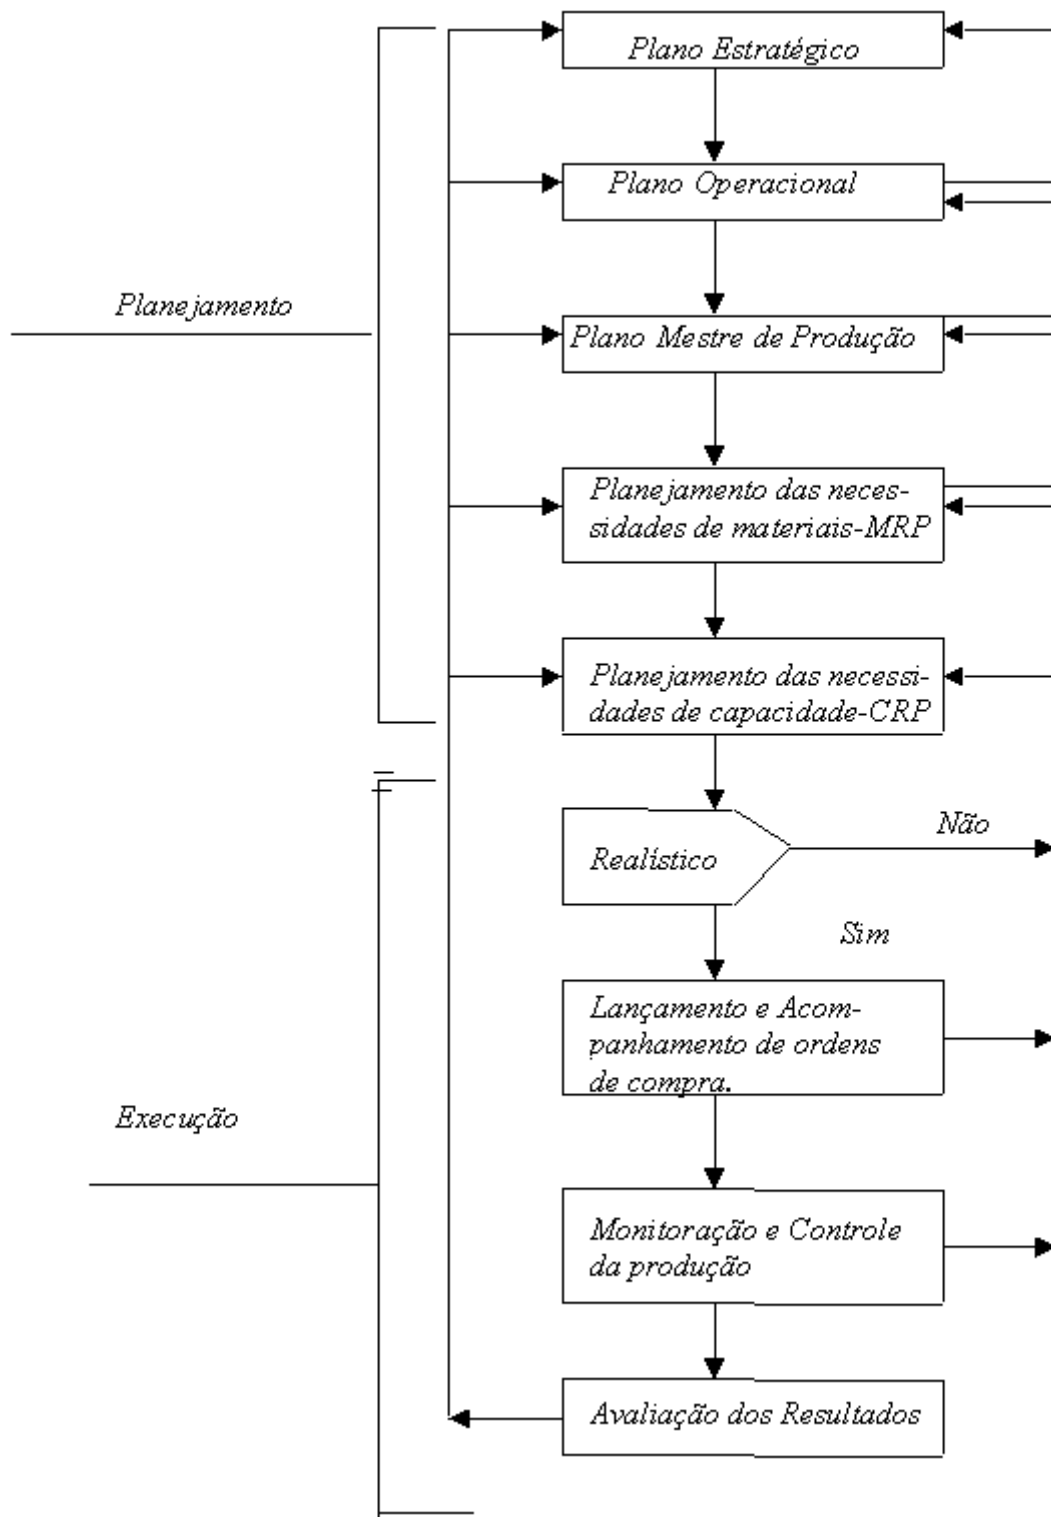 Plano Estratégico
Plano Operacional
Planejamento
Plano Mestre de Produção
Planejamento das neces-
sidades de materiais-MRP
Planejamento das necessi-
dades de capacidade-CRP
Não
Realístico
Sim
Lançamento e Acom-
panhamento de ordens
de compra.
Execução
Monitoração e Controle
da produção
Avaliação dos Resultados